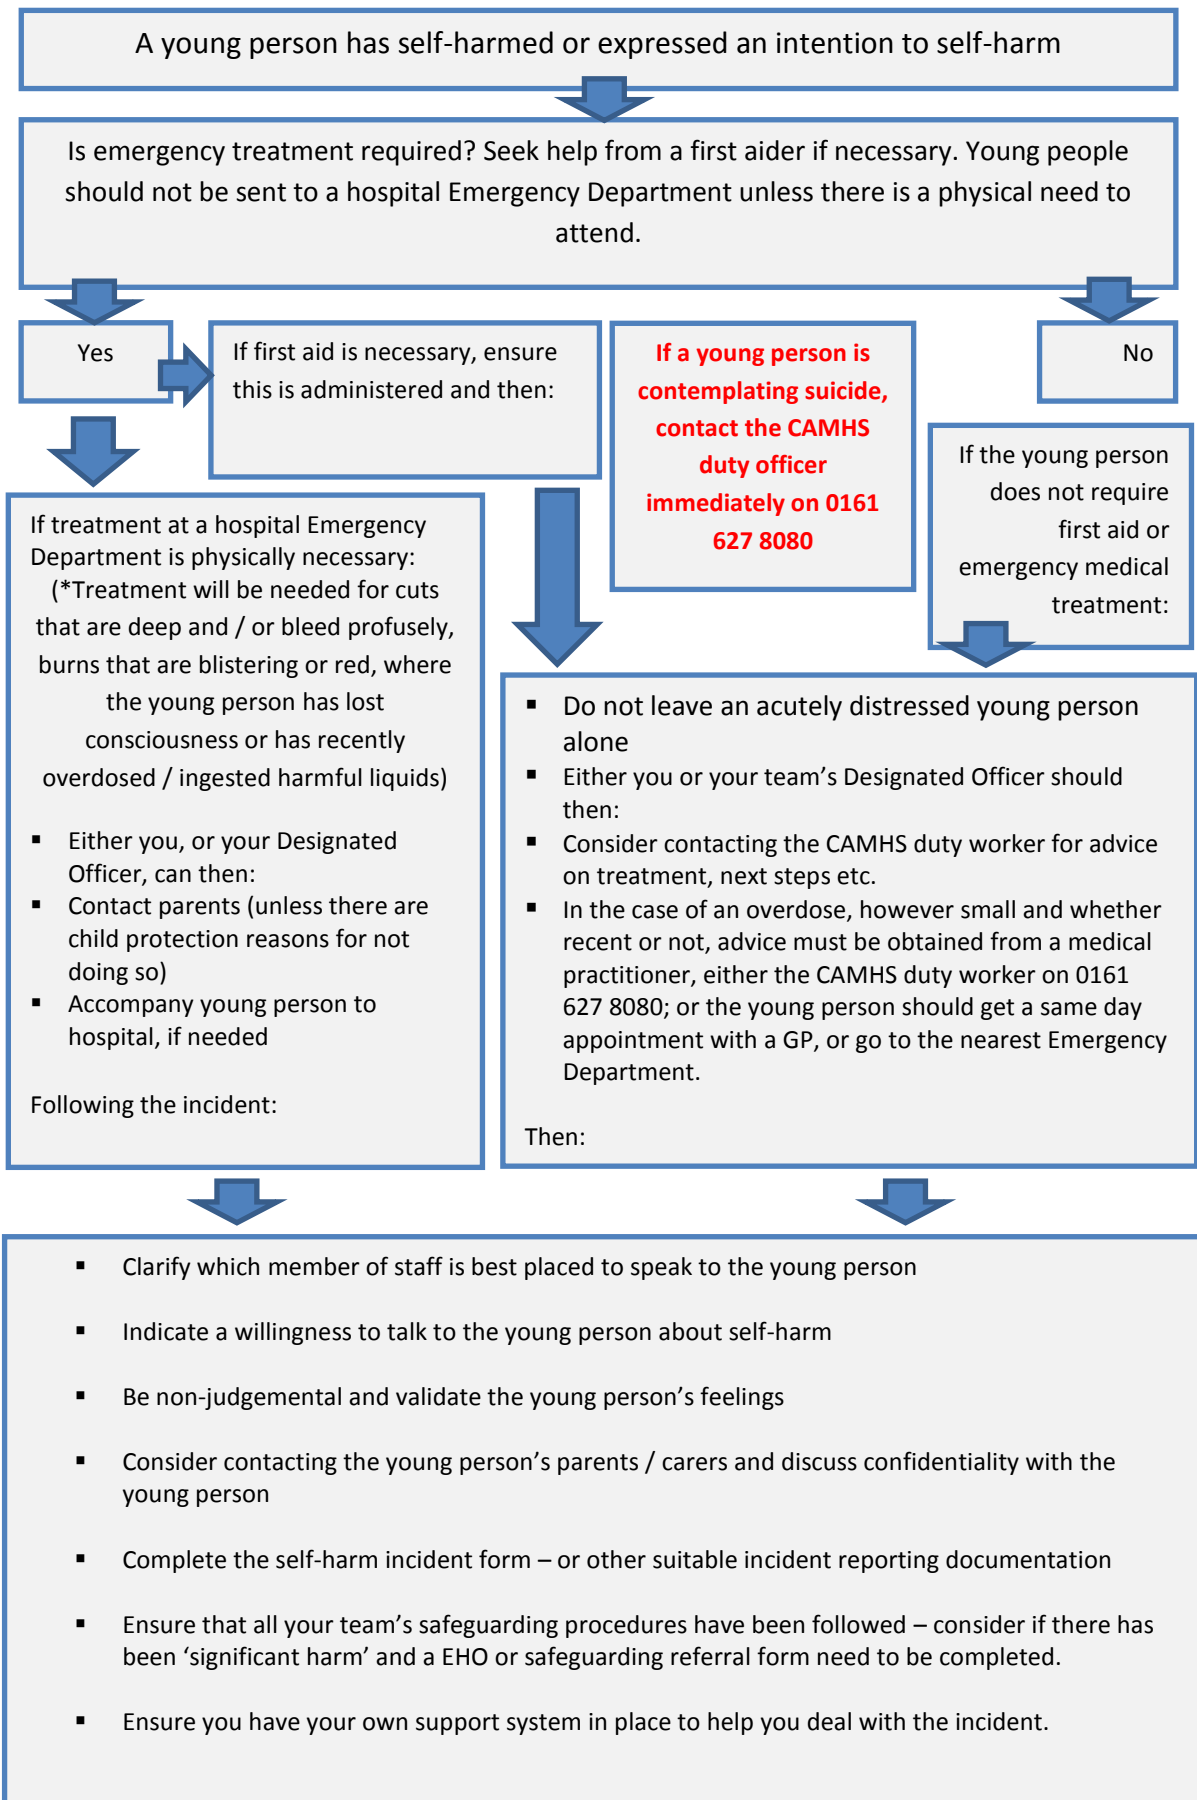 A young person has self-harmed or expressed an intention to self-harm
Is emergency treatment required? Seek help from a first aider if necessary. Young people
should not be sent to a hospital Emergency Department unless there is a physical need to
attend.
Yes
If first aid is necessary, ensure
this is administered and then:
If a young person is
contemplating suicide,
contact the CAMHS
duty officer
immediately on 0161
627 8080
No
If the young person
does not require
first aid or
emergency medical
treatment:
If treatment at a hospital Emergency
Department is physically necessary:
(*Treatment will be needed for cuts
that are deep and / or bleed profusely,
burns that are blistering or red, where
the young person has lost
consciousness or has recently
overdosed / ingested harmful liquids)
▪ Either you, or your Designated
Officer, can then:
▪ Contact parents (unless there are
child protection reasons for not
doing so)
▪ Accompany young person to
hospital, if needed
Following the incident:
▪ Do not leave an acutely distressed young person
alone
▪ Either you or your team’s Designated Officer should
then:
▪ Consider contacting the CAMHS duty worker for advice
on treatment, next steps etc.
▪ In the case of an overdose, however small and whether
recent or not, advice must be obtained from a medical
practitioner, either the CAMHS duty worker on 0161
627 8080; or the young person should get a same day
appointment with a GP, or go to the nearest Emergency
Department.
Then:
▪ Clarify which member of staff is best placed to speak to the young person
▪ Indicate a willingness to talk to the young person about self-harm
▪ Be non-judgemental and validate the young person’s feelings
▪ Consider contacting the young person’s parents / carers and discuss confidentiality with the
young person
▪ Complete the self-harm incident form – or other suitable incident reporting documentation
▪ Ensure that all your team’s safeguarding procedures have been followed – consider if there has
been ‘significant harm’ and a EHO or safeguarding referral form need to be completed.
▪ Ensure you have your own support system in place to help you deal with the incident.